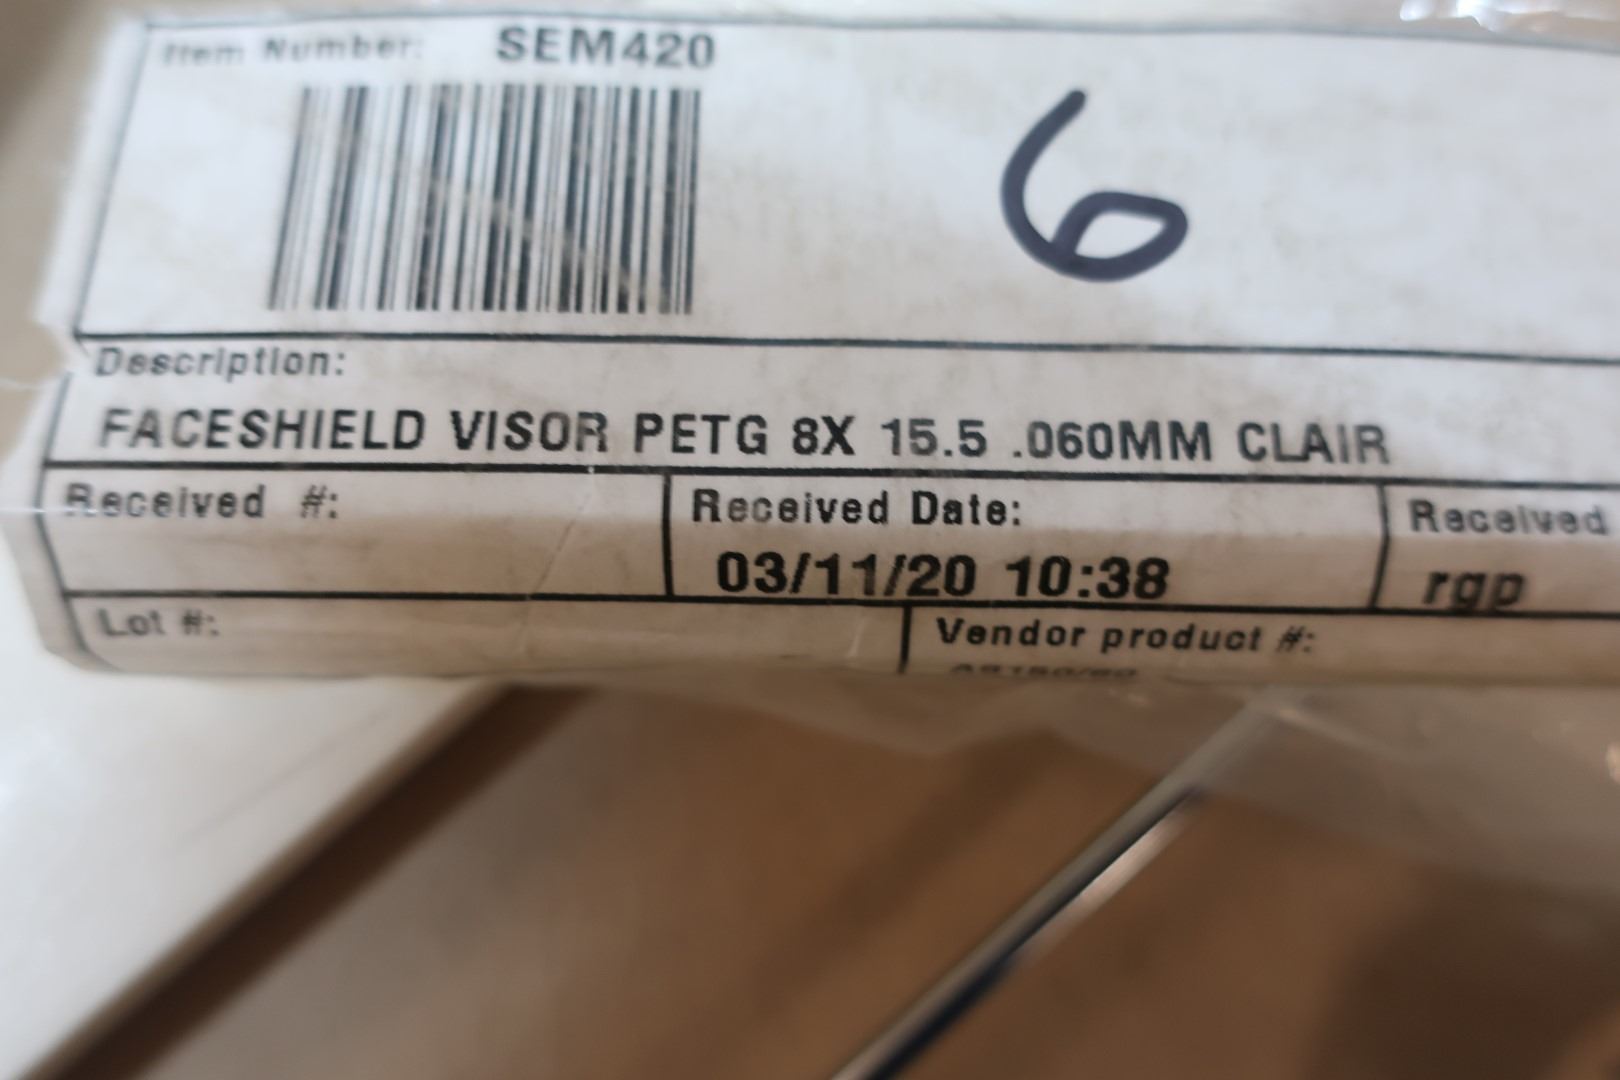 Item Number: SEM420
6
Description:
FACESHIELD VISOR PETG 8X 15.5 .060MM CLAIR
Received #:
Received Date:
03/11/20 10:38
Received
rgp
Lot #:
Vendor product #: